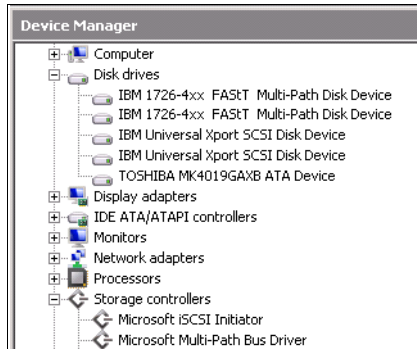 Device Manager
Computer
Disk drives
IBM 1726-4xx FAStT Multi-Path Disk Device
IBM 1726-4xx FAStT Multi-Path Disk Device
IBM Universal Xport SCSI Disk Device
IBM Universal Xport SCSI Disk Device
TOSHIBA MK4019GAXB ATA Device
Display adapters
IDE ATA/ATAPI controllers
Monitors
Network adapters
Processors
Storage controllers
Microsoft iSCSI Initiator
Microsoft Multi-Path Bus Driver